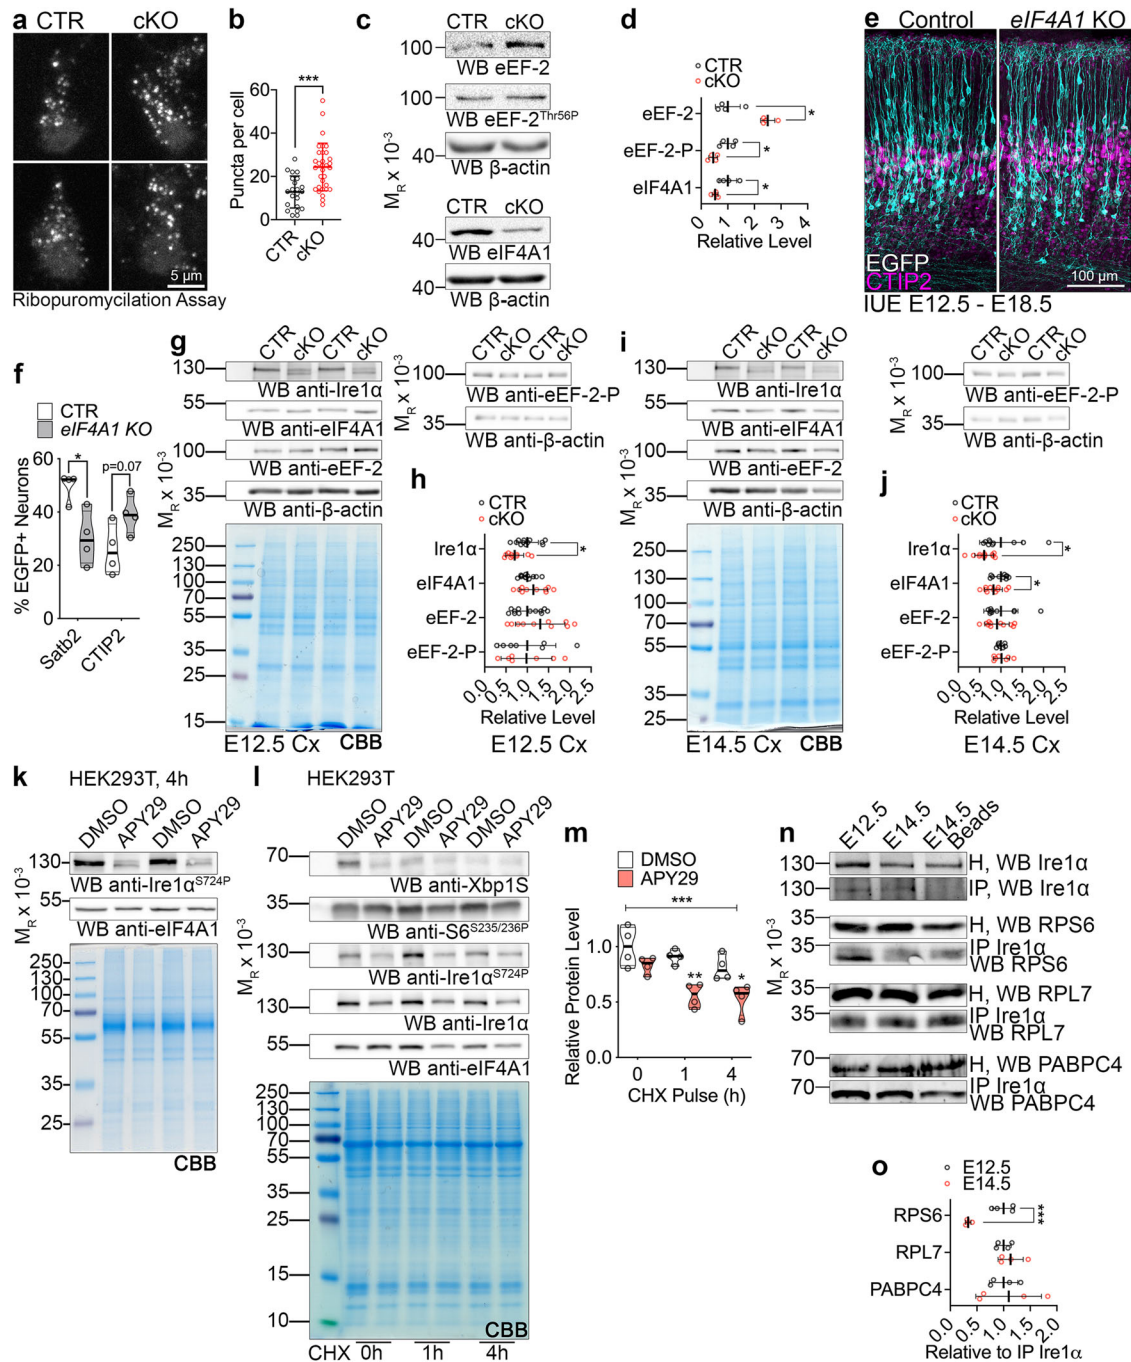 a
CTR
cKO
5 µm
Ribopuromycilation Assay
b
***
Puncta per cell
60
40
20
0
CTR
cKO
c
CTR
cKO
M_R x 10⁻³
100
WB eEF-2
100
WB eEF-2^Thr56P
40
WB β-actin
CTR
cKO
40
WB eIF4A1
40
WB β-actin
d
CTR
cKO
eEF-2
*
eEF-2-P
*
eIF4A1
*
0 1 2 3 4
Relative Level
e
Control
eIF4A1 KO
EGFP
CTIP2
100 µm
IUE E12.5 - E18.5
f
CTR
eIF4A1 KO
*
p=0.07
% EGFP+ Neurons
60
40
20
0
Satb2
CTIP2
g
CTR cKO CTR cKO
M_R x 10⁻³
130
WB anti-Ire1α
55
WB anti-eIF4A1
100
WB anti-eEF-2
35
WB anti-β-actin
250
130
100
70
55
35
25
15
E12.5 Cx
CBB
CTR cKO CTR cKO
M_R x 10⁻³
100
WB anti-eEF-2-P
35
WB anti-β-actin
h
CTR
cKO
Ire1α
*
eIF4A1
eEF-2
eEF-2-P
0.0 0.5 1.0 1.5 2.0 2.5
Relative Level
E12.5 Cx
i
CTR cKO CTR cKO
M_R x 10⁻³
130
WB anti-Ire1α
55
WB anti-eIF4A1
100
WB anti-eEF-2
35
WB anti-β-actin
250
130
100
70
55
35
25
E14.5 Cx
CBB
CTR cKO CTR cKO
M_R x 10⁻³
100
WB anti-eEF-2-P
35
WB anti-β-actin
j
CTR
cKO
Ire1α
*
eIF4A1
*
eEF-2
eEF-2-P
0.0 0.5 1.0 1.5 2.0 2.5
Relative Level
E14.5 Cx
k
HEK293T, 4h
DMSO APY29 DMSO APY29
M_R x 10⁻³
130
WB anti-Ire1α^S724P
55
WB anti-eIF4A1
250
130
100
70
55
35
25
CBB
l
HEK293T
DMSO APY29 DMSO APY29 DMSO APY29
M_R x 10⁻³
70
WB anti-Xbp1S
35
WB anti-S6^S235/236P
130
WB anti-Ire1α^S724P
130
WB anti-Ire1α
55
WB anti-eIF4A1
250
130
100
70
55
35
25
15
10
CBB
CHX 0h 1h 4h
m
DMSO
APY29
***
**
*
Relative Protein Level
1.0
0.5
0.0
0 1 4
CHX Pulse (h)
n
E12.5 E14.5 E14.5 Beads
M_R x 10⁻³
130
H, WB Ire1α
130
IP, WB Ire1α
35
H, WB RPS6
35
IP Ire1α
WB RPS6
35
H, WB RPL7
35
IP Ire1α
WB RPL7
70
H, WB PABPC4
70
IP Ire1α
WB PABPC4
o
E12.5
E14.5
RPS6
***
RPL7
PABPC4
0.0 0.5 1.0 1.5 2.0
Relative to IP Ire1α